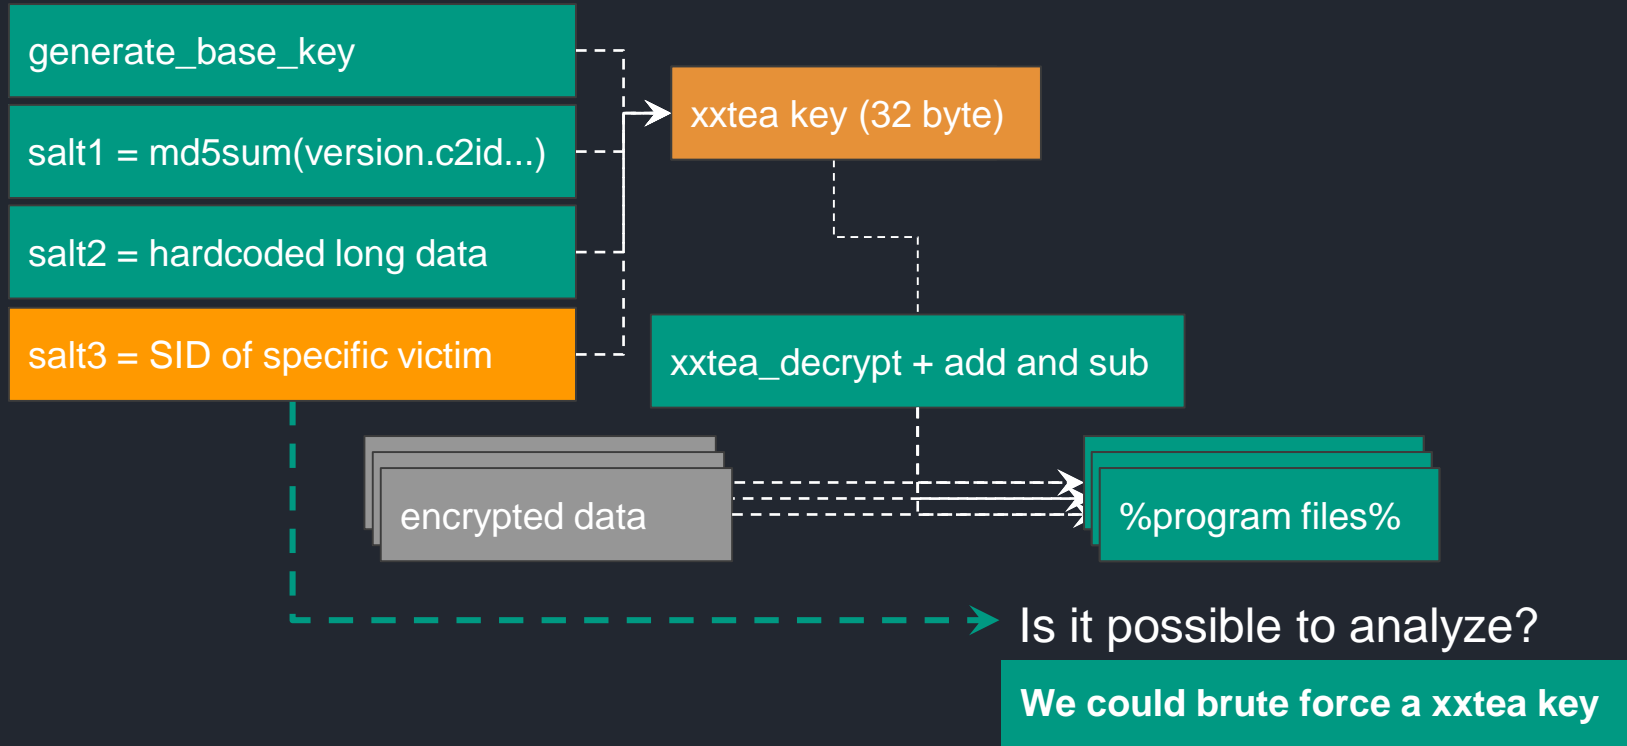 generate_base_key
salt1 = md5sum(version.c2id...)
salt2 = hardcoded long data
salt3 = SID of specific victim
xxtea key (32 byte)
xxtea_decrypt + add and sub
encrypted data
%program files%
Is it possible to analyze?
We could brute force a xxtea key